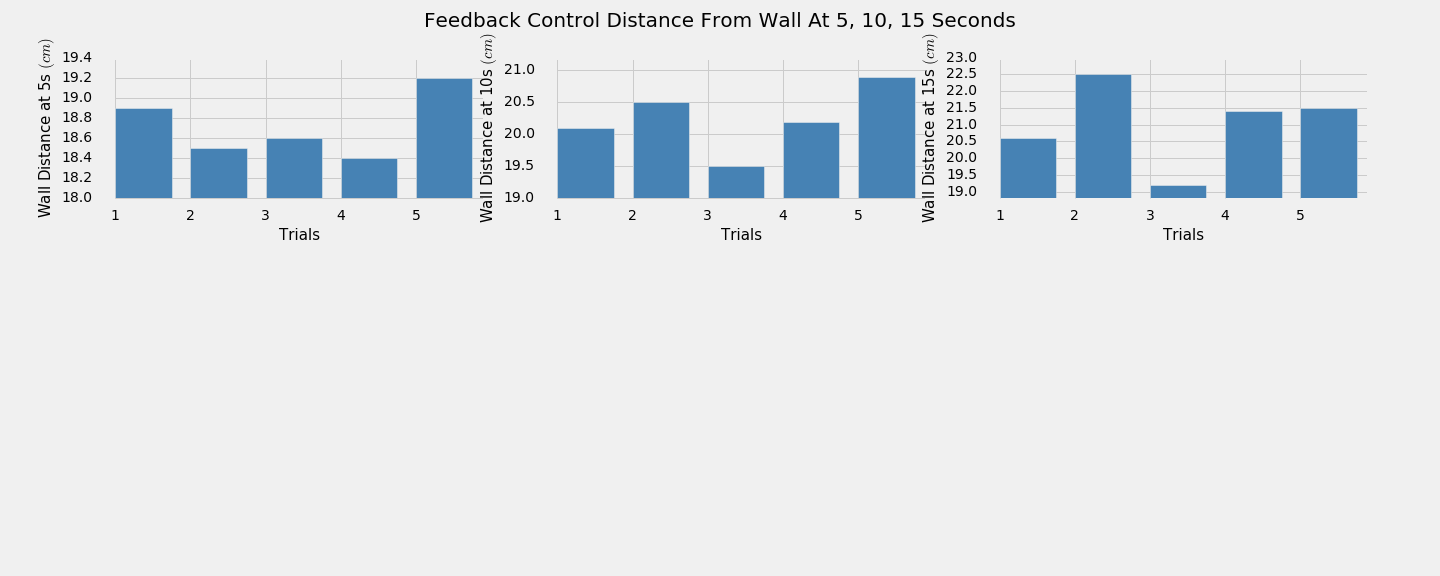 Feedback Control Distance From Wall At 5, 10, 15 Seconds
Wall Distance at 5s (cm)
19.4
19.2
19.0
18.8
18.6
18.4
18.2
18.0
1 2 3 4 5
Trials
Wall Distance at 10s (cm)
21.0
20.5
20.0
19.5
19.0
1 2 3 4 5
Trials
Wall Distance at 15s (cm)
23.0
22.5
22.0
21.5
21.0
20.5
20.0
19.5
19.0
1 2 3 4 5
Trials